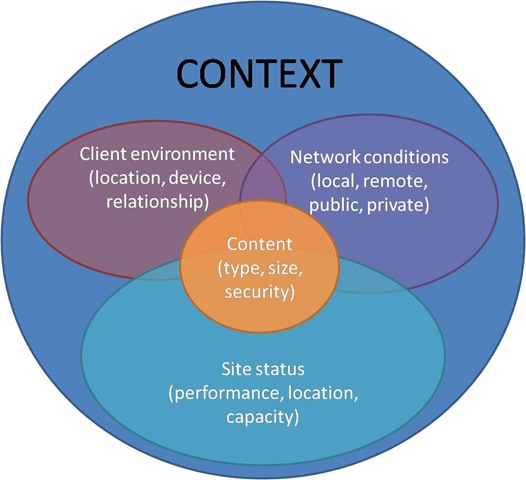 CONTEXT
Client environment
(location, device,
relationship)
Network conditions
(local, remote,
public, private)
Content
(type, size,
security)
Site status
(performance, location,
capacity)